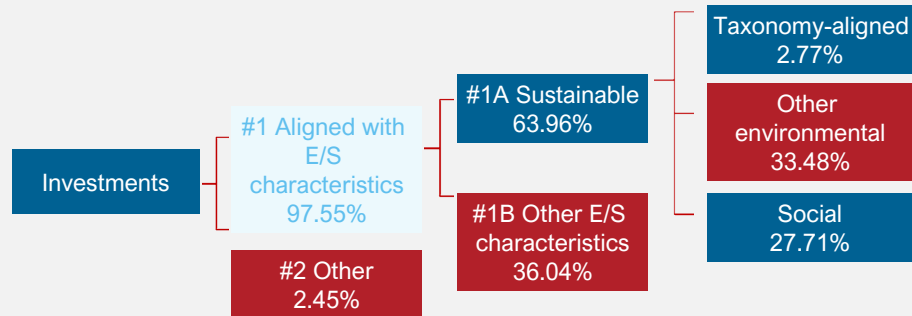 Investments
#1 Aligned with
E/S
characteristics
97.55%
#2 Other
2.45%
#1A Sustainable
63.96%
#1B Other E/S
characteristics
36.04%
Taxonomy-aligned
2.77%
Other
environmental
33.48%
Social
27.71%